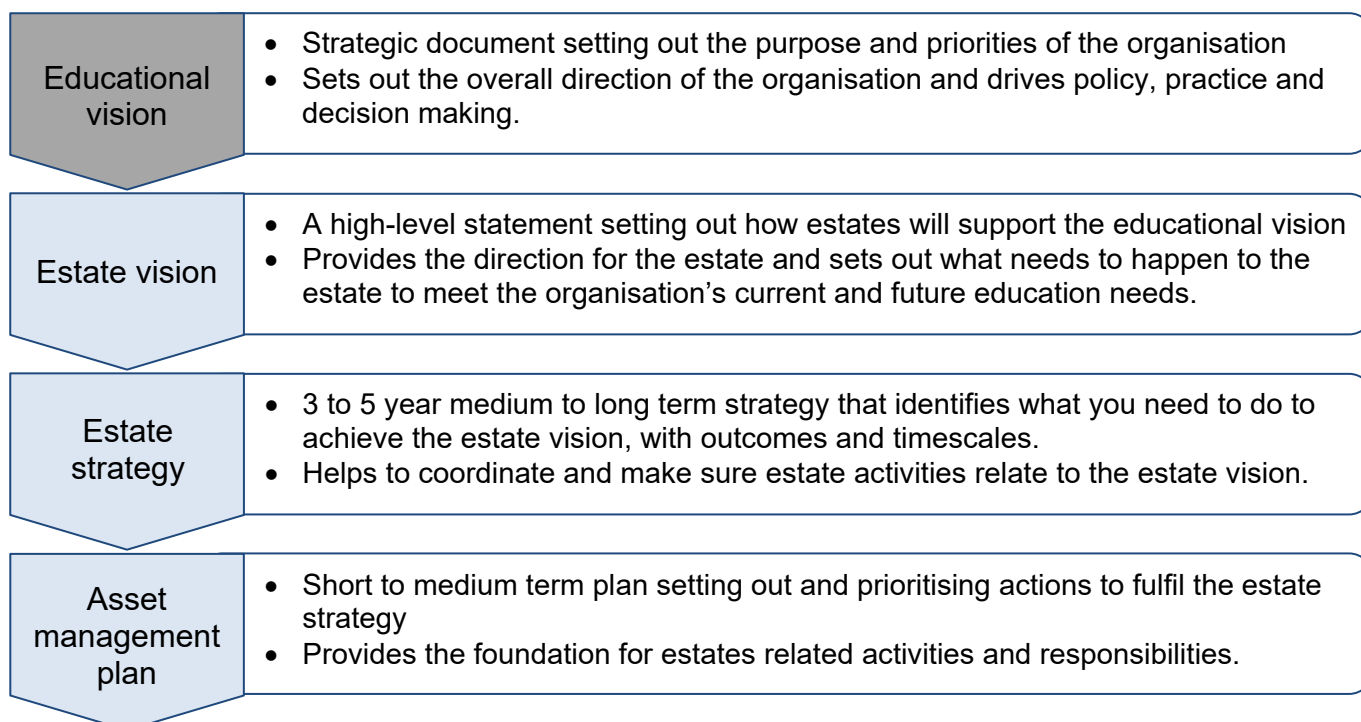 Educational
vision
• Strategic document setting out the purpose and priorities of the organisation
• Sets out the overall direction of the organisation and drives policy, practice and
decision making.
Estate vision
• A high-level statement setting out how estates will support the educational vision
• Provides the direction for the estate and sets out what needs to happen to the
estate to meet the organisation’s current and future education needs.
Estate
strategy
• 3 to 5 year medium to long term strategy that identifies what you need to do to
achieve the estate vision, with outcomes and timescales.
• Helps to coordinate and make sure estate activities relate to the estate vision.
Asset
management
plan
• Short to medium term plan setting out and prioritising actions to fulfil the estate
strategy
• Provides the foundation for estates related activities and responsibilities.